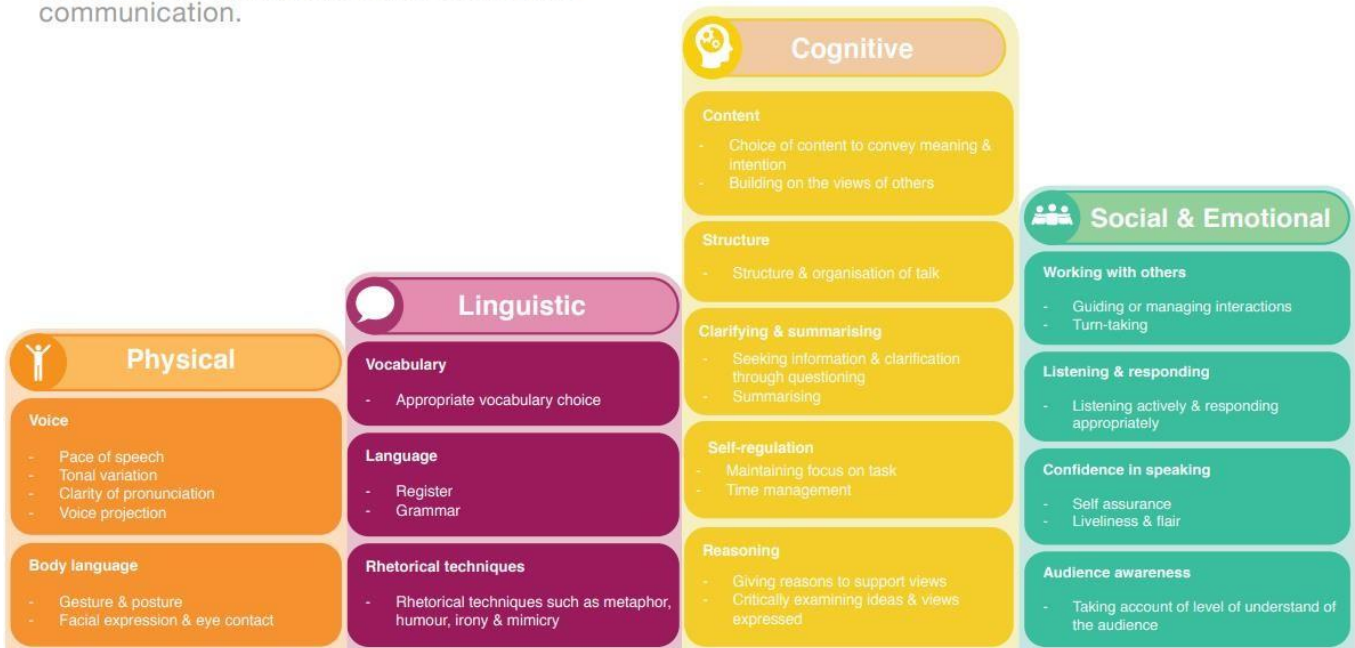 communication.
Physical
Voice
- Pace of speech
- Tonal variation
- Clarity of pronunciation
- Voice projection
Body language
- Gesture & posture
- Facial expression & eye contact
Linguistic
Vocabulary
- Appropriate vocabulary choice
Language
- Register
- Grammar
Rhetorical techniques
- Rhetorical techniques such as metaphor,
humour, irony & mimicry
Cognitive
Content
- Choice of content to convey meaning &
intention
- Building on the views of others
Structure
- Structure & organisation of talk
Clarifying & summarising
- Seeking information & clarification
through questioning
- Summarising
Self-regulation
- Maintaining focus on task
- Time management
Reasoning
- Giving reasons to support views
- Critically examining ideas & views
expressed
Social & Emotional
Working with others
- Guiding or managing interactions
- Turn-taking
Listening & responding
- Listening actively & responding
appropriately
Confidence in speaking
- Self assurance
- Liveliness & flair
Audience awareness
- Taking account of level of understand of
the audience